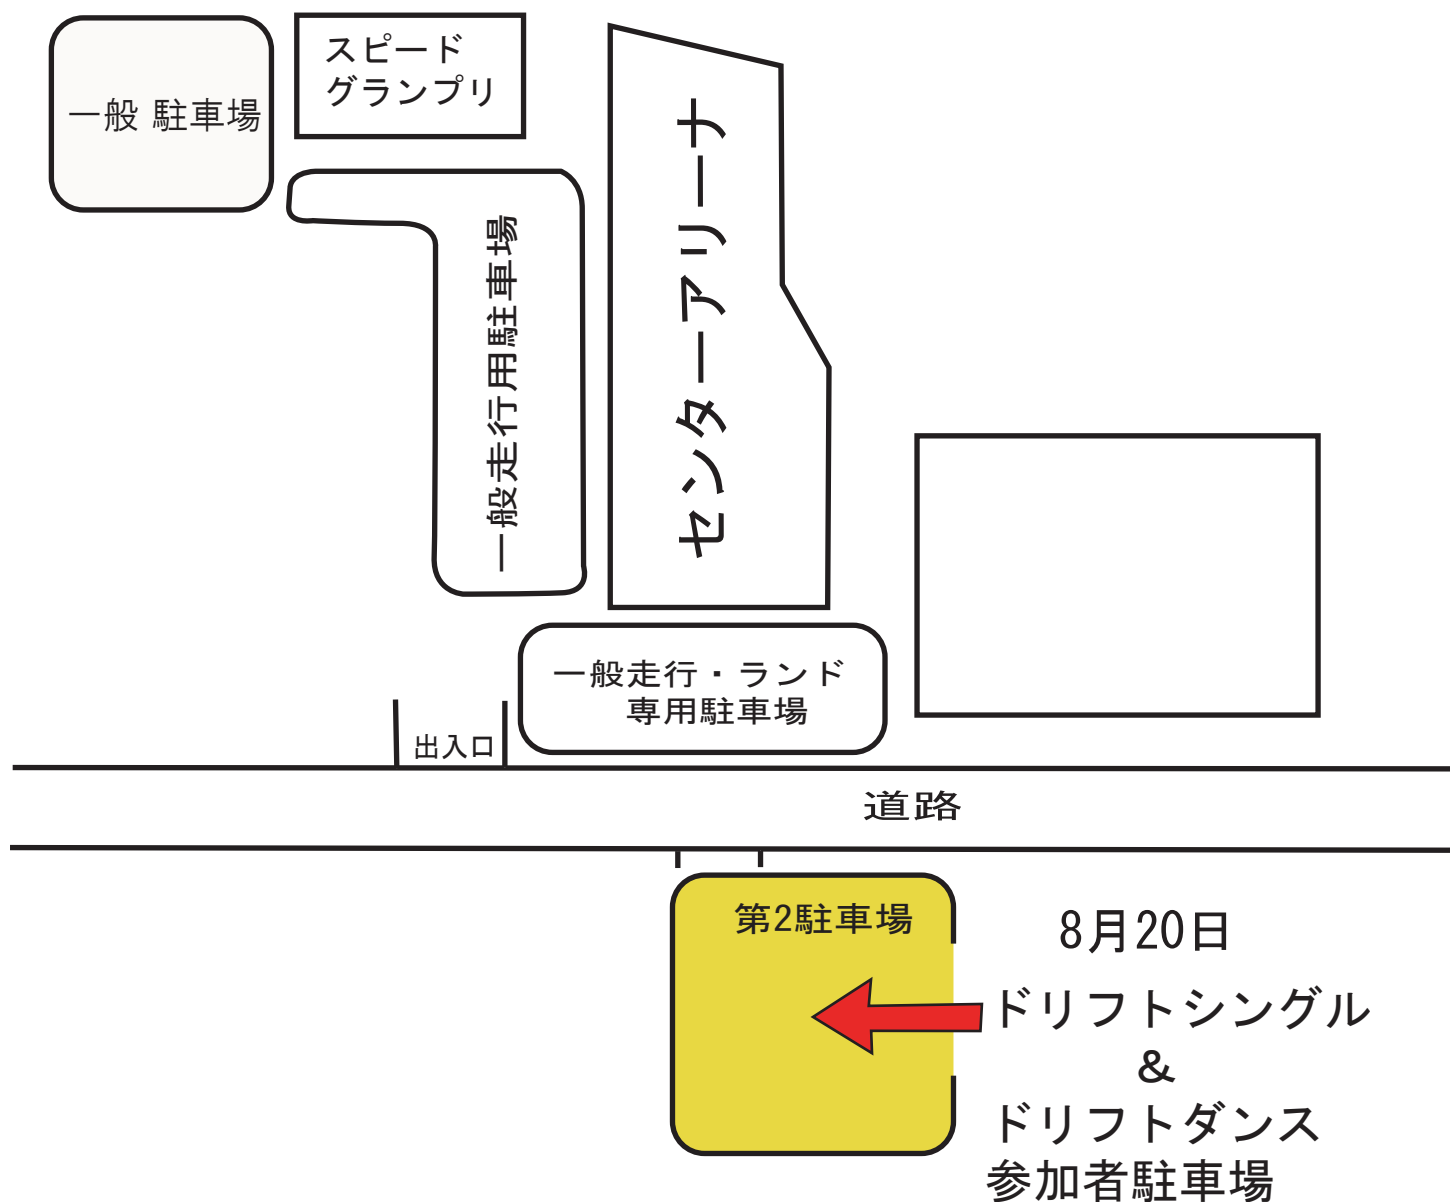 スピード
グランプリ
一般 駐車場
センターアリーナ
一般走行用駐車場
一般走行・ランド
専用駐車場
出入口
道路
第2駐車場
8月20日
ドリフトシングル
&
ドリフトダンス
参加者駐車場